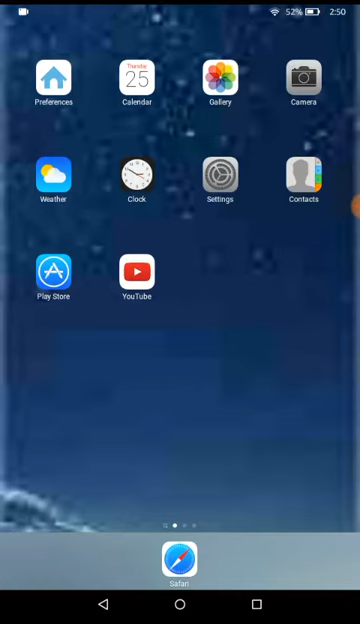 52% 2:50
Thursday
25
Preferences Calendar Gallery Camera
Weather Clock Settings Contacts
Play Store YouTube
Safari